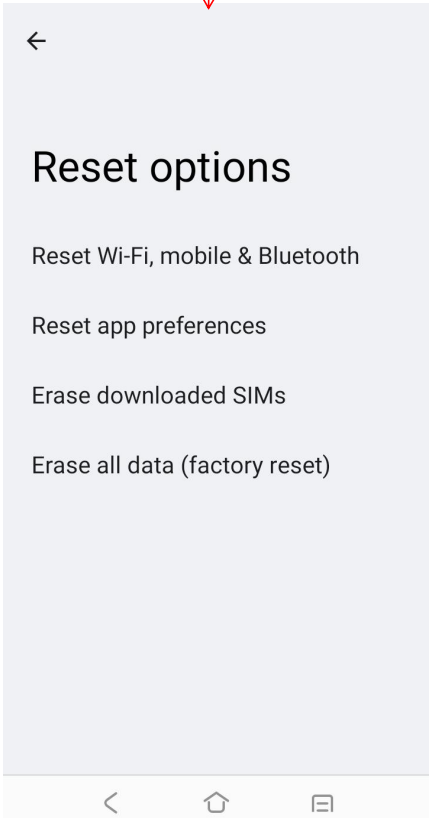 Reset options
Reset Wi-Fi, mobile & Bluetooth
Reset app preferences
Erase downloaded SIMs
Erase all data (factory reset)